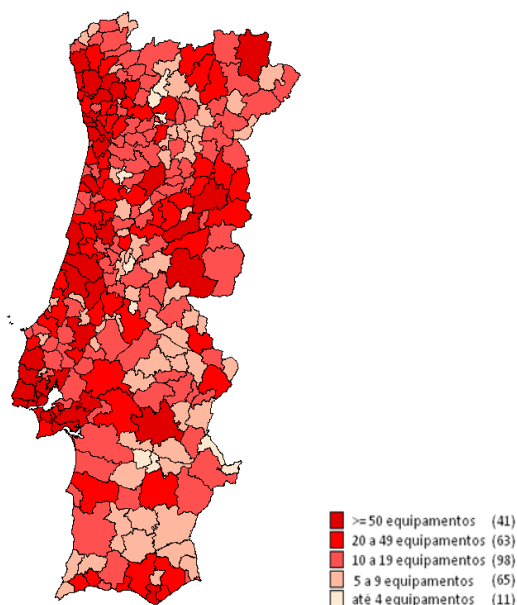 >= 50 equipamentos (41)
20 a 49 equipamentos (63)
10 a 19 equipamentos (98)
5 a 9 equipamentos (65)
até 4 equipamentos (11)